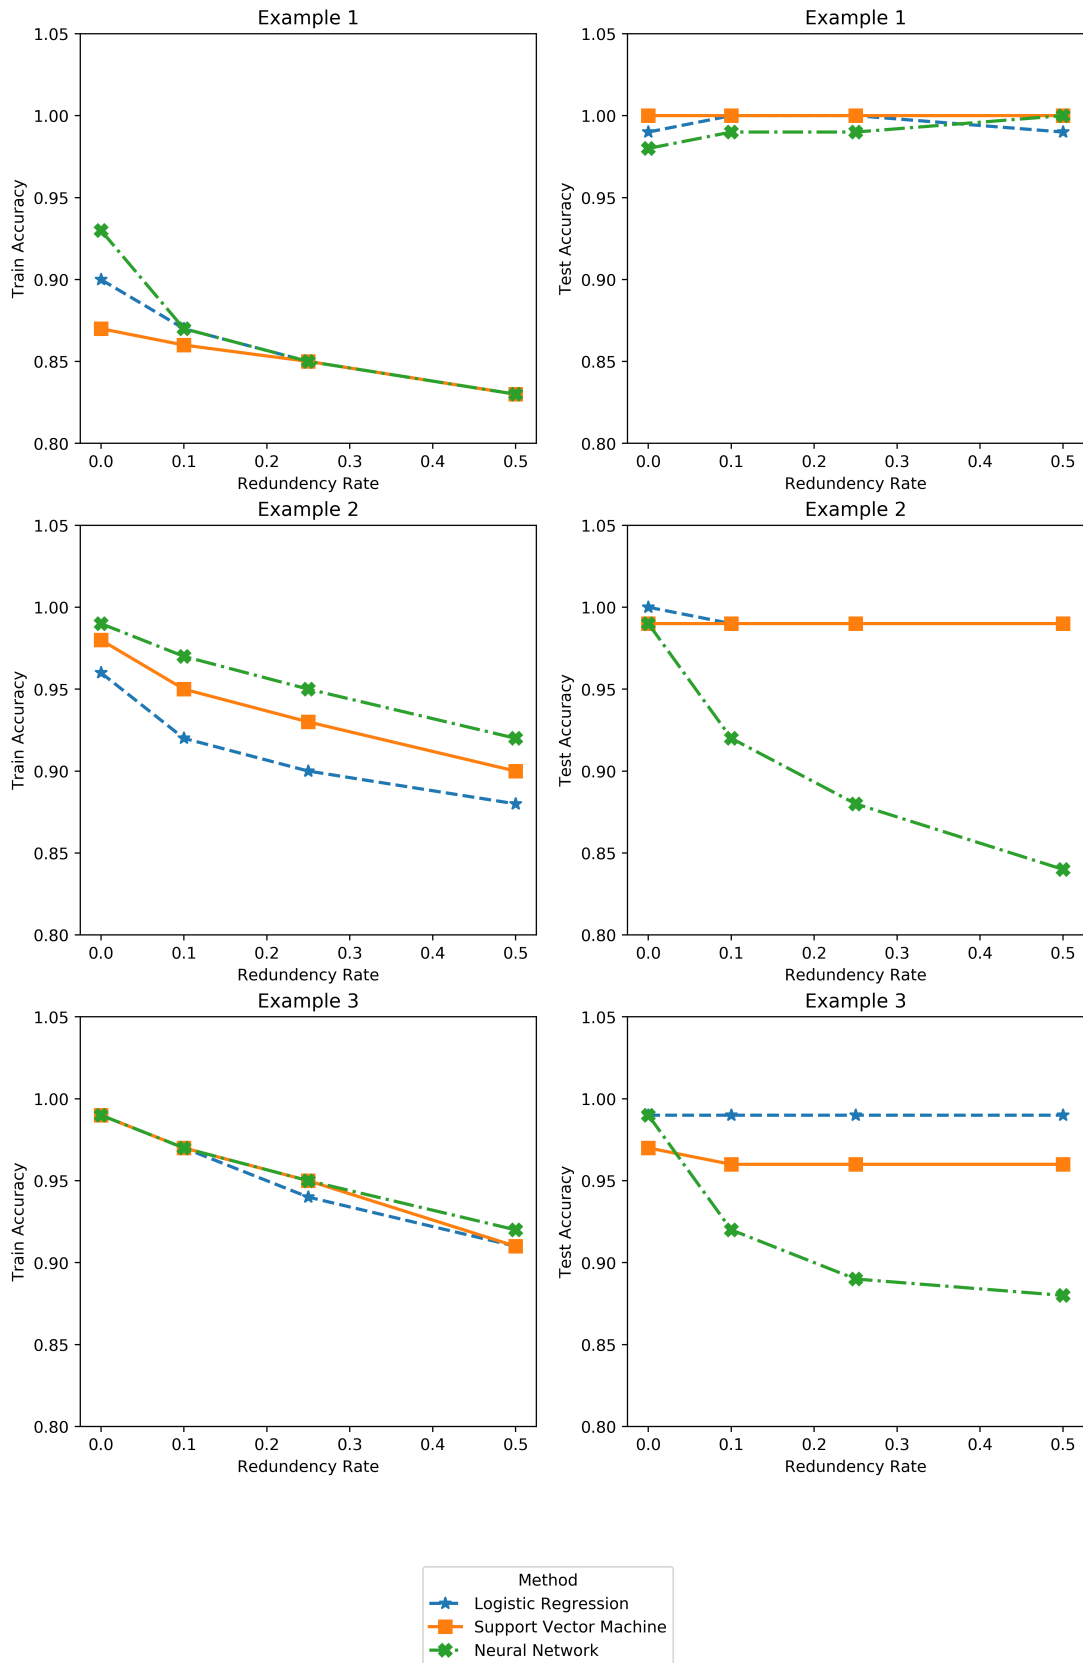 Example 1
1.05
1.00
0.95
0.90
0.85
0.80
Train Accuracy
0.0 0.1 0.2 0.3 0.4 0.5
Redundency Rate
Example 1
1.05
1.00
0.95
0.90
0.85
0.80
Test Accuracy
0.0 0.1 0.2 0.3 0.4 0.5
Redundency Rate
Example 2
1.05
1.00
0.95
0.90
0.85
0.80
Train Accuracy
0.0 0.1 0.2 0.3 0.4 0.5
Redundency Rate
Example 2
1.05
1.00
0.95
0.90
0.85
0.80
Test Accuracy
0.0 0.1 0.2 0.3 0.4 0.5
Redundency Rate
Example 3
1.05
1.00
0.95
0.90
0.85
0.80
Train Accuracy
0.0 0.1 0.2 0.3 0.4 0.5
Redundency Rate
Example 3
1.05
1.00
0.95
0.90
0.85
0.80
Test Accuracy
0.0 0.1 0.2 0.3 0.4 0.5
Redundency Rate
Method
Logistic Regression
Support Vector Machine
Neural Network